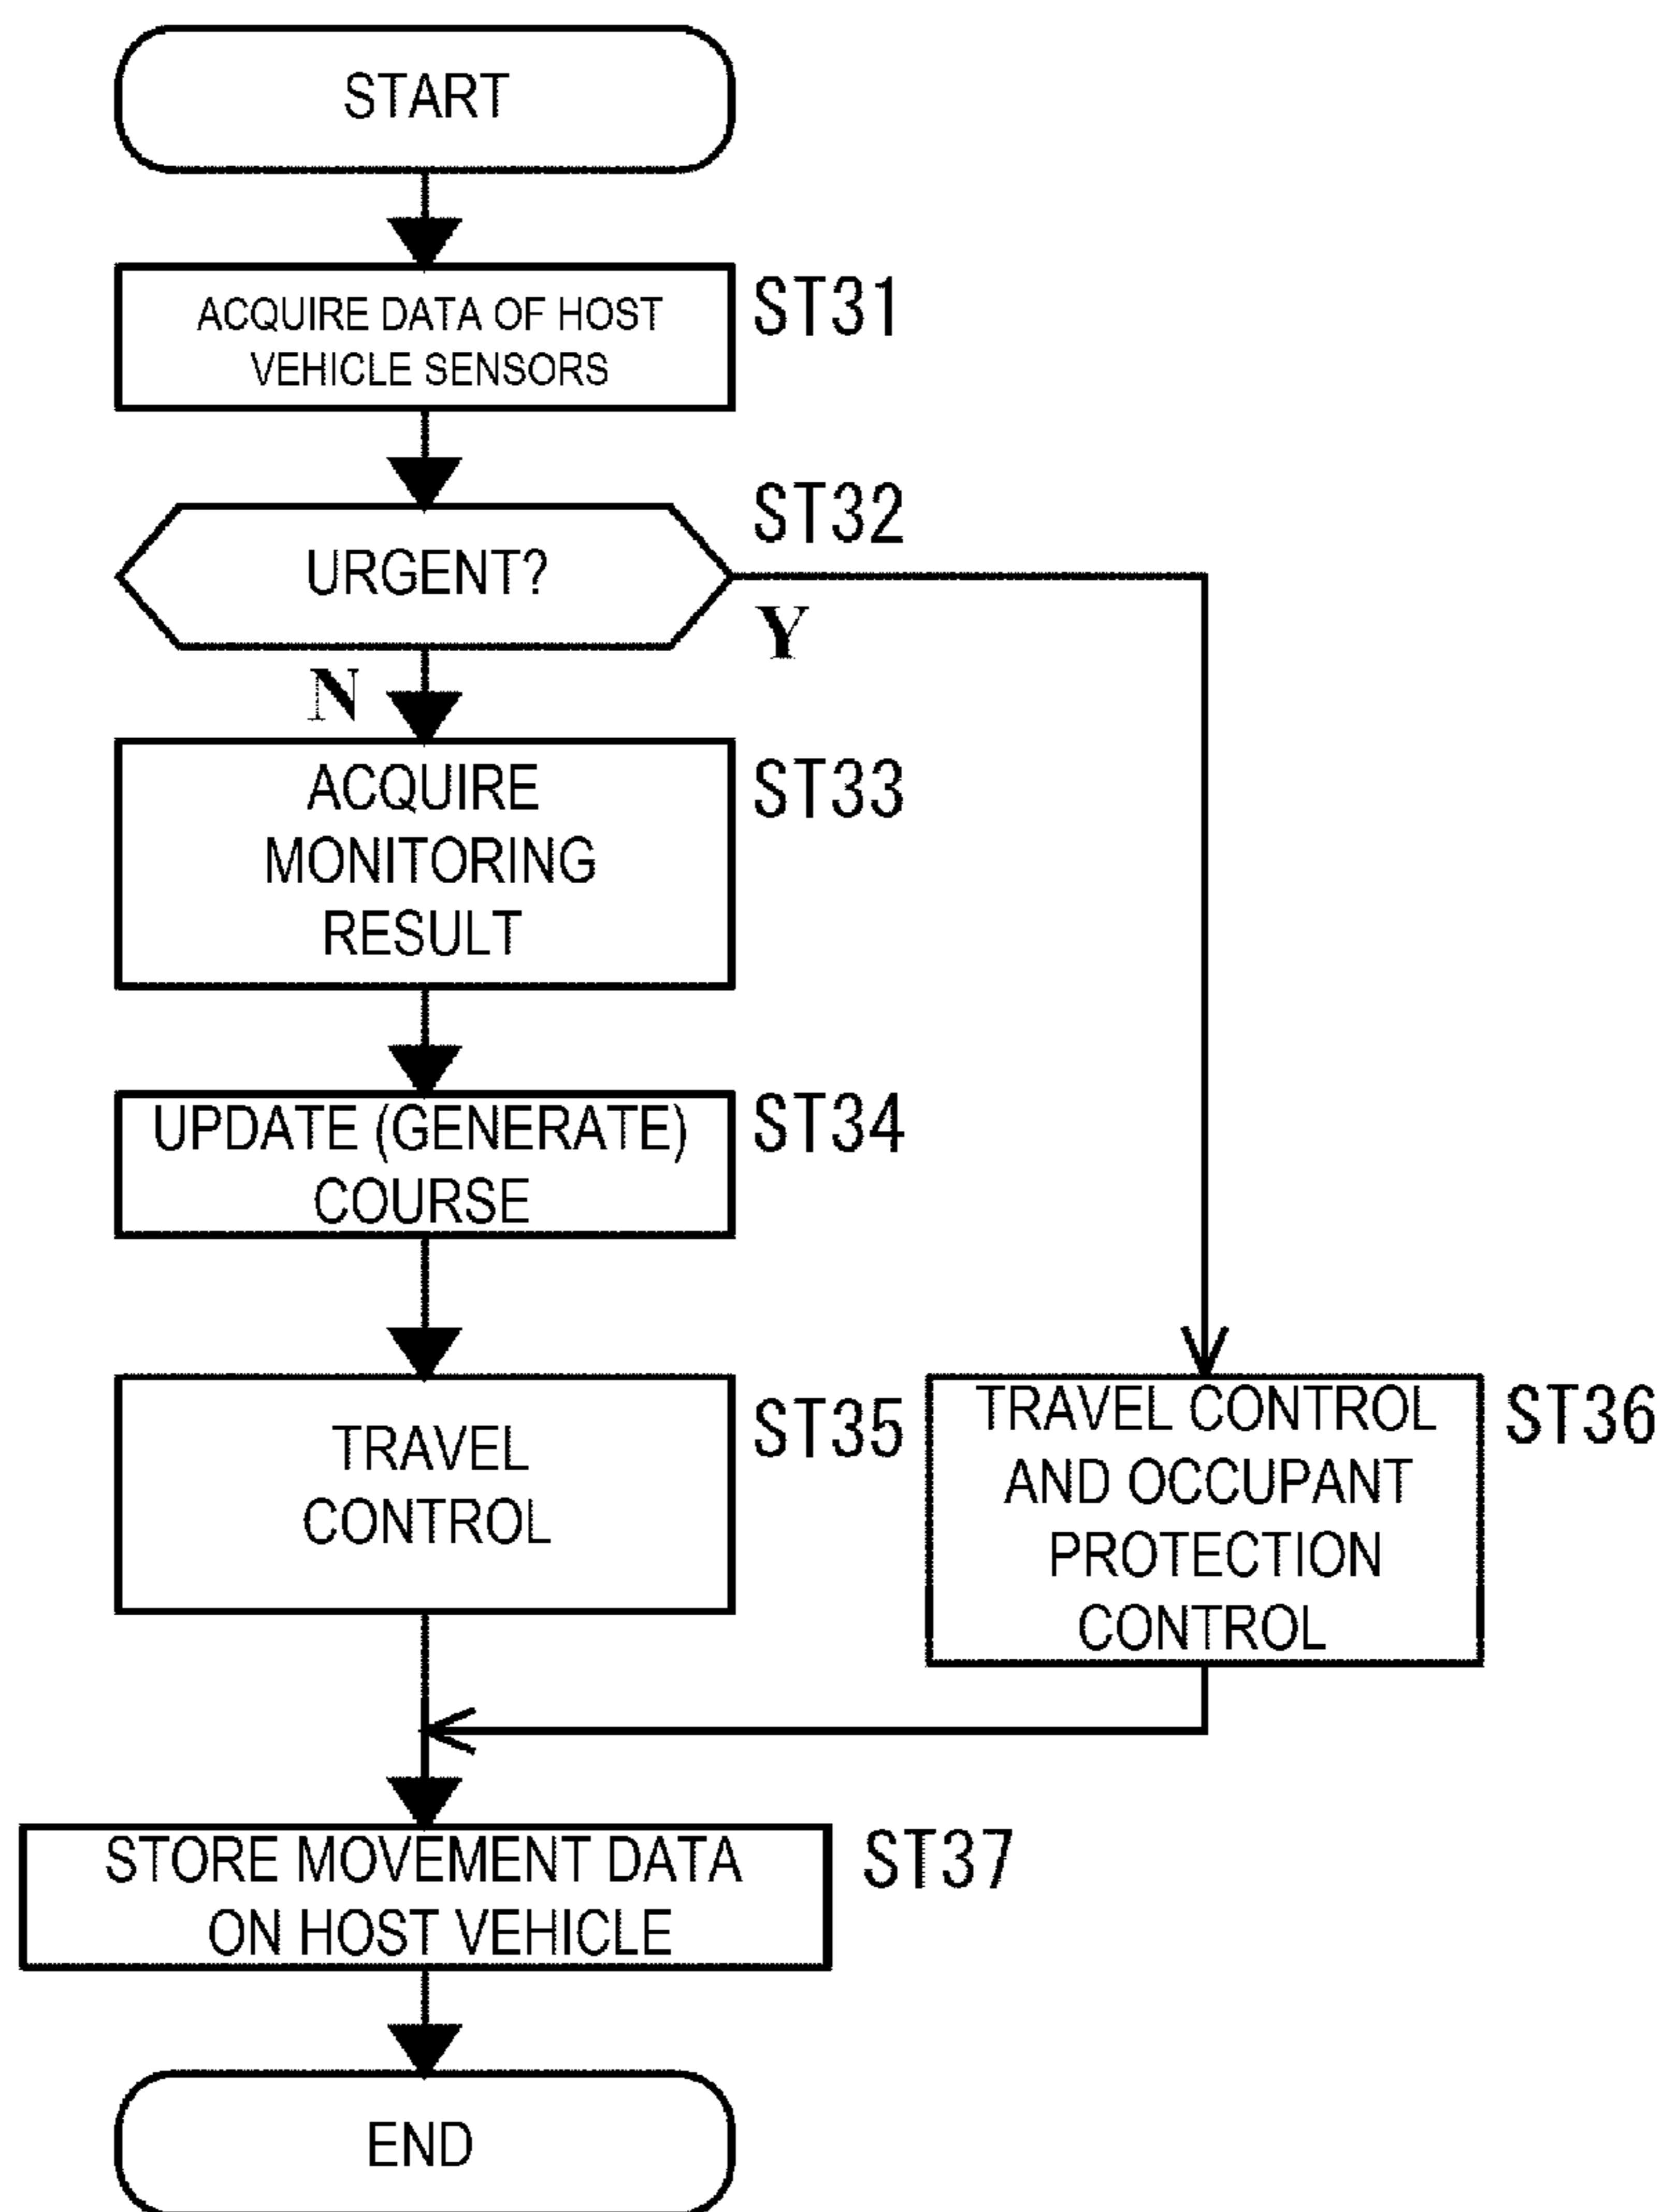 START
ACQUIRE DATA OF HOST
VEHICLE SENSORS
ST31
URGENT?
ST32
Y
N
ACQUIRE
MONITORING
RESULT
ST33
UPDATE (GENERATE)
COURSE
ST34
TRAVEL
CONTROL
ST35
TRAVEL CONTROL
AND OCCUPANT
PROTECTION
CONTROL
ST36
STORE MOVEMENT DATA
ON HOST VEHICLE
ST37
END